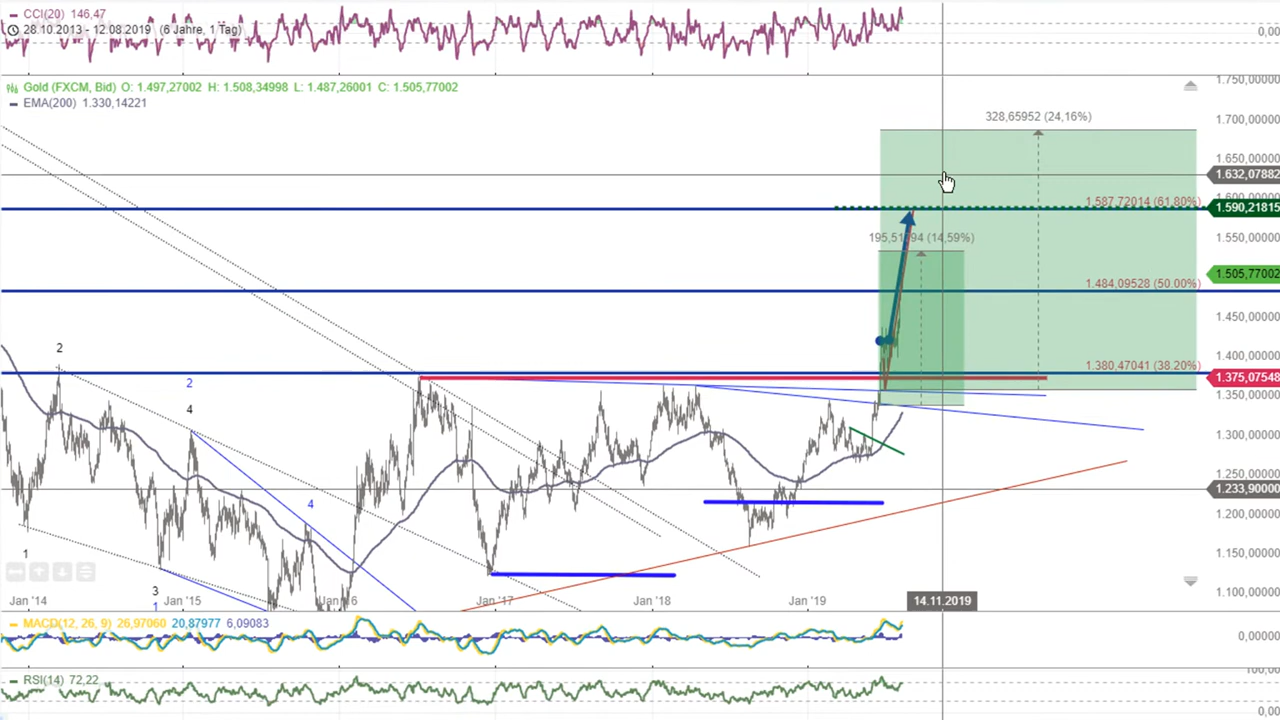 CCI(20) 146,47
28.10.2013 - 12.08.2019 (6 Jahre, 1 Tag)
0,00
Gold (FXCM, Bid) O: 1.497,27002 H: 1.508,34998 L: 1.487,26001 C: 1.505,77002
EMA(200) 1.330,14221
1.750,00000
328,65952 (24,16%)
1.700,00000
1.650,00000
1.632,07882
1.587,72014 (61.80%)
1.590,21815
195,51 94 (14,59%)
1.550,00000
1.505,77002
1.484,09528 (50.00%)
1.450,00000
1.400,00000
1.380,47041 (38.20%)
1.375,07548
1.350,00000
2
2
4
1.300,00000
1.250,00000
1.233,90000
4
1.200,00000
1
1.150,00000
3
1
1.100,00000
Jan '14
Jan '15
Jan '17
Jan '18
Jan '19
14.11.2019
MACD(12, 26, 9) 26,97060 20,87977 6,09083
0,00000
RSI(14) 72,22
100,00
0,00